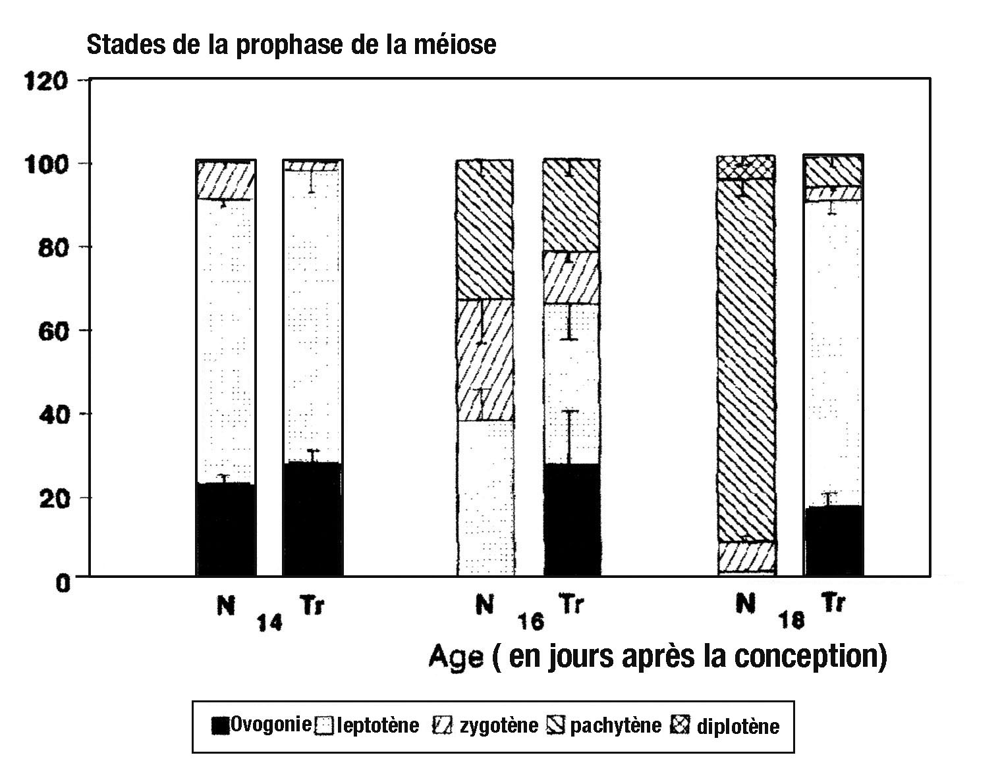 Stades de la prophase de la méiose
120
100
80
60
40
20
0
N Tr N Tr N Tr
14 16 18
Age ( en jours après la conception)
Ovogonie leptotène zygotène pachytène diplotène